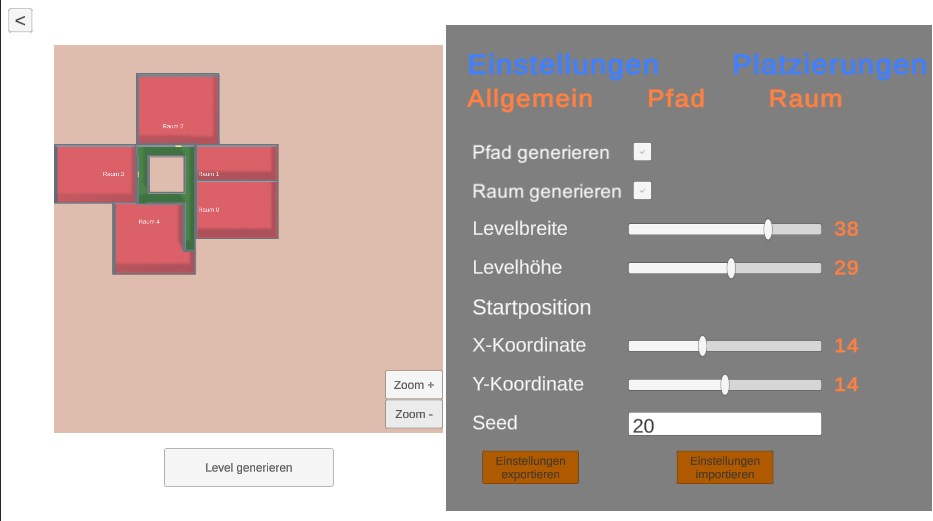 <
Einstellungen Platzierungen
Allgemein Pfad Raum
Raum 2
Raum 3
Raum 1
Raum 0
Raum 4
Pfad generieren
Raum generieren
Levelbreite 38
Levelhöhe 29
Startposition
X-Koordinate 14
Y-Koordinate 14
Seed 20
Zoom +
Zoom -
Level generieren
Einstellungen exportieren
Einstellungen importieren